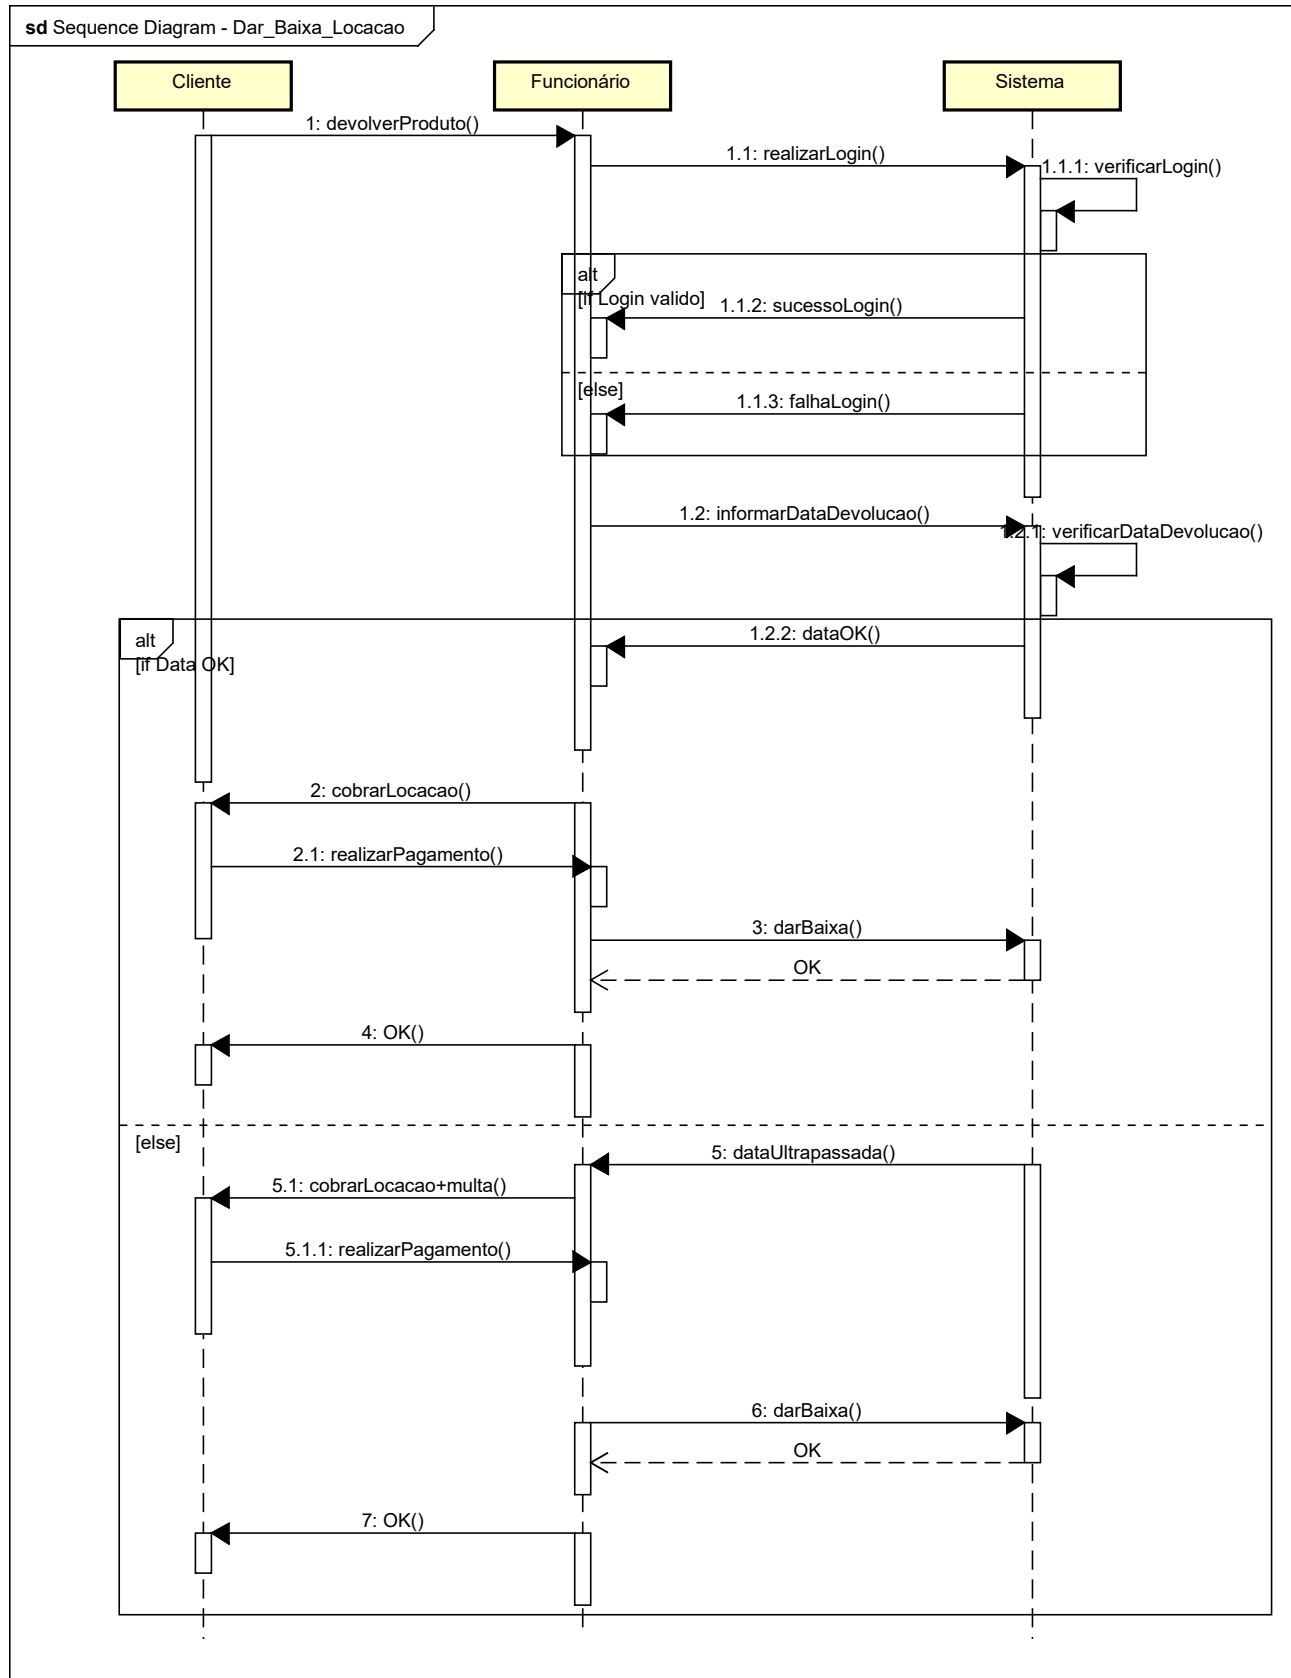 sd Sequence Diagram - Dar_Baixa_Locacao
Cliente
Funcionário
Sistema
1: devolverProduto()
1.1: realizarLogin()
1.1.1: verificarLogin()
alt
[if Login valido]
1.1.2: sucessoLogin()
[else]
1.1.3: falhaLogin()
1.2: informarDataDevolucao()
1.2.1: verificarDataDevolucao()
alt
[if Data OK]
1.2.2: dataOK()
2: cobrarLocacao()
2.1: realizarPagamento()
3: darBaixa()
OK
4: OK()
[else]
5: dataUltrapassada()
5.1: cobrarLocacao+multa()
5.1.1: realizarPagamento()
6: darBaixa()
OK
7: OK()